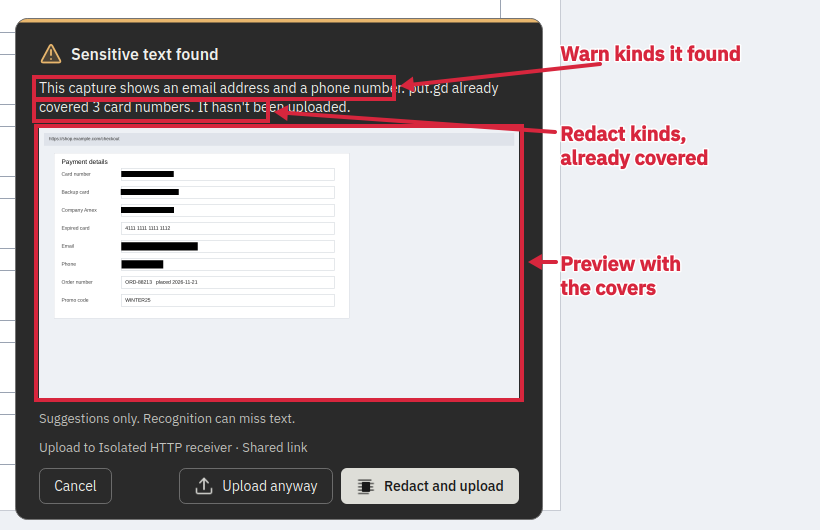 Sensitive text found
This capture shows an email address and a phone number. put.gd already
covered 3 card numbers. It hasn't been uploaded.
https://shop.example.com/checkout
Payment details
Card number
Backup card
Company Amex
Expired card 4111 1111 1111 1112
Email
Phone
Order number ORD-88213 · placed 2026-11-21
Promo code WINTER25
Suggestions only. Recognition can miss text.
Upload to Isolated HTTP receiver · Shared link
Cancel
Upload anyway
Redact and upload
Warn kinds it found
Redact kinds,
already covered
Preview with
the covers